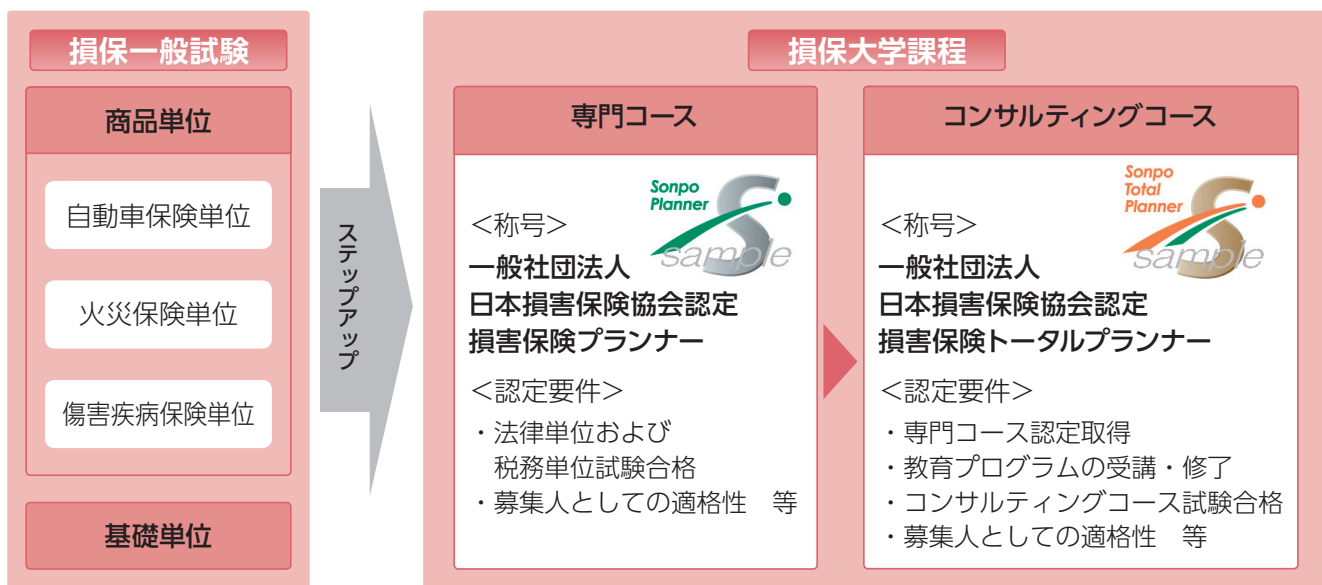 損保一般試験
商品単位
自動車保険単位
火災保険単位
傷害疾病保険単位
基礎単位
ステップアップ
損保大学課程
専門コース
Sonpo
Planner
sample
<称号>
一般社団法人
日本損害保険協会認定
損害保険プランナー
<認定要件>
・法律単位および
税務単位試験合格
・募集人としての適格性 等
コンサルティングコース
Sonpo
Total
Planner
sample
<称号>
一般社団法人
日本損害保険協会認定
損害保険トータルプランナー
<認定要件>
・専門コース認定取得
・教育プログラムの受講・修了
・コンサルティングコース試験合格
・募集人としての適格性 等